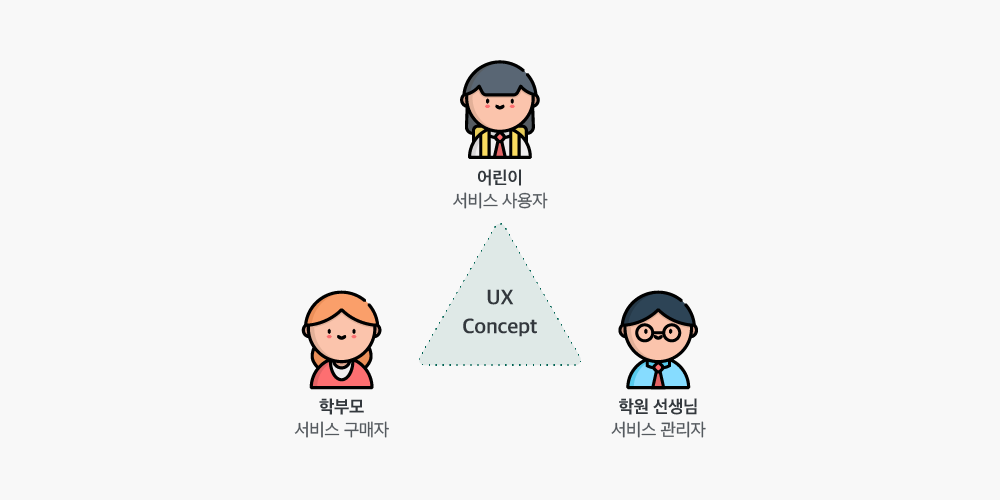 어린이
서비스 사용자
UX
Concept
학부모
서비스 구매자
학원 선생님
서비스 관리자